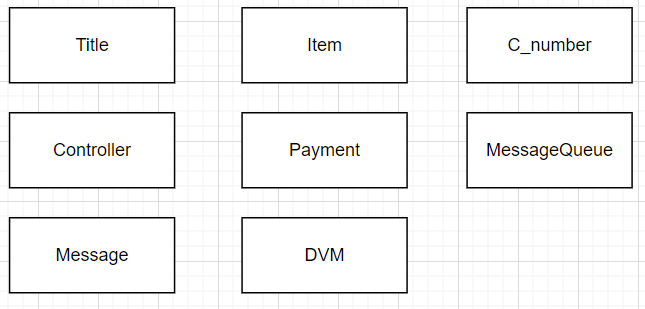 Title
Item
C_number
Controller
Payment
MessageQueue
Message
DVM